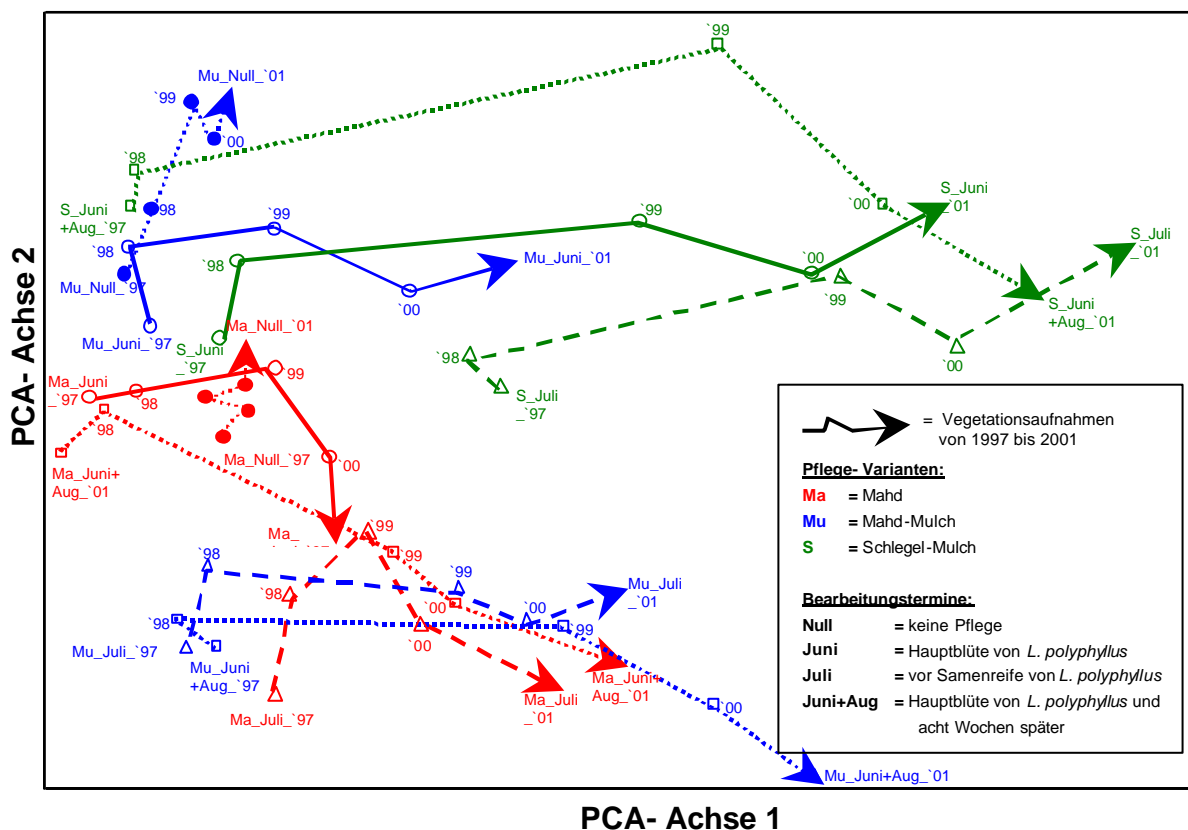 `99
Mu_Null_`01
`99
`00
`98
S_Juni
+Aug_`97
`98
S_Juni
_`01
`00
`99
`99
S_Juli
_`01
`98
Mu_Null_`97
`98
Mu_Juni_`01
`00
`00
`99
S_Juni
+Aug_`01
Mu_Juni_`97
S_Juni
_`97
Ma_Null_`01
`98
S_Juli
_`97
`00
Ma_Juni
_`97
`98
`99
`98
Ma_Null_`97
`00
Ma_Juni+
Aug_`01
Ma_
`99
`99
`98
`98
`99
`00
`00
Mu_Juli
_`01
`98
`99
`00
Mu_Juli_`97
Mu_Juni
+Aug_`97
Ma_Juni+
Aug_`01
Ma_Juli
_`01
Ma_Juli_`97
`00
Mu_Juni+Aug_`01
= Vegetationsaufnahmen
von 1997 bis 2001
Pflege- Varianten:
Ma = Mahd
Mu = Mahd-Mulch
S = Schlegel-Mulch
Bearbeitungstermine:
Null = keine Pflege
Juni = Hauptblüte von L. polyphyllus
Juli = vor Samenreife von L. polyphyllus
Juni+Aug = Hauptblüte von L. polyphyllus und
acht Wochen später
PCA- Achse 2
PCA- Achse 1